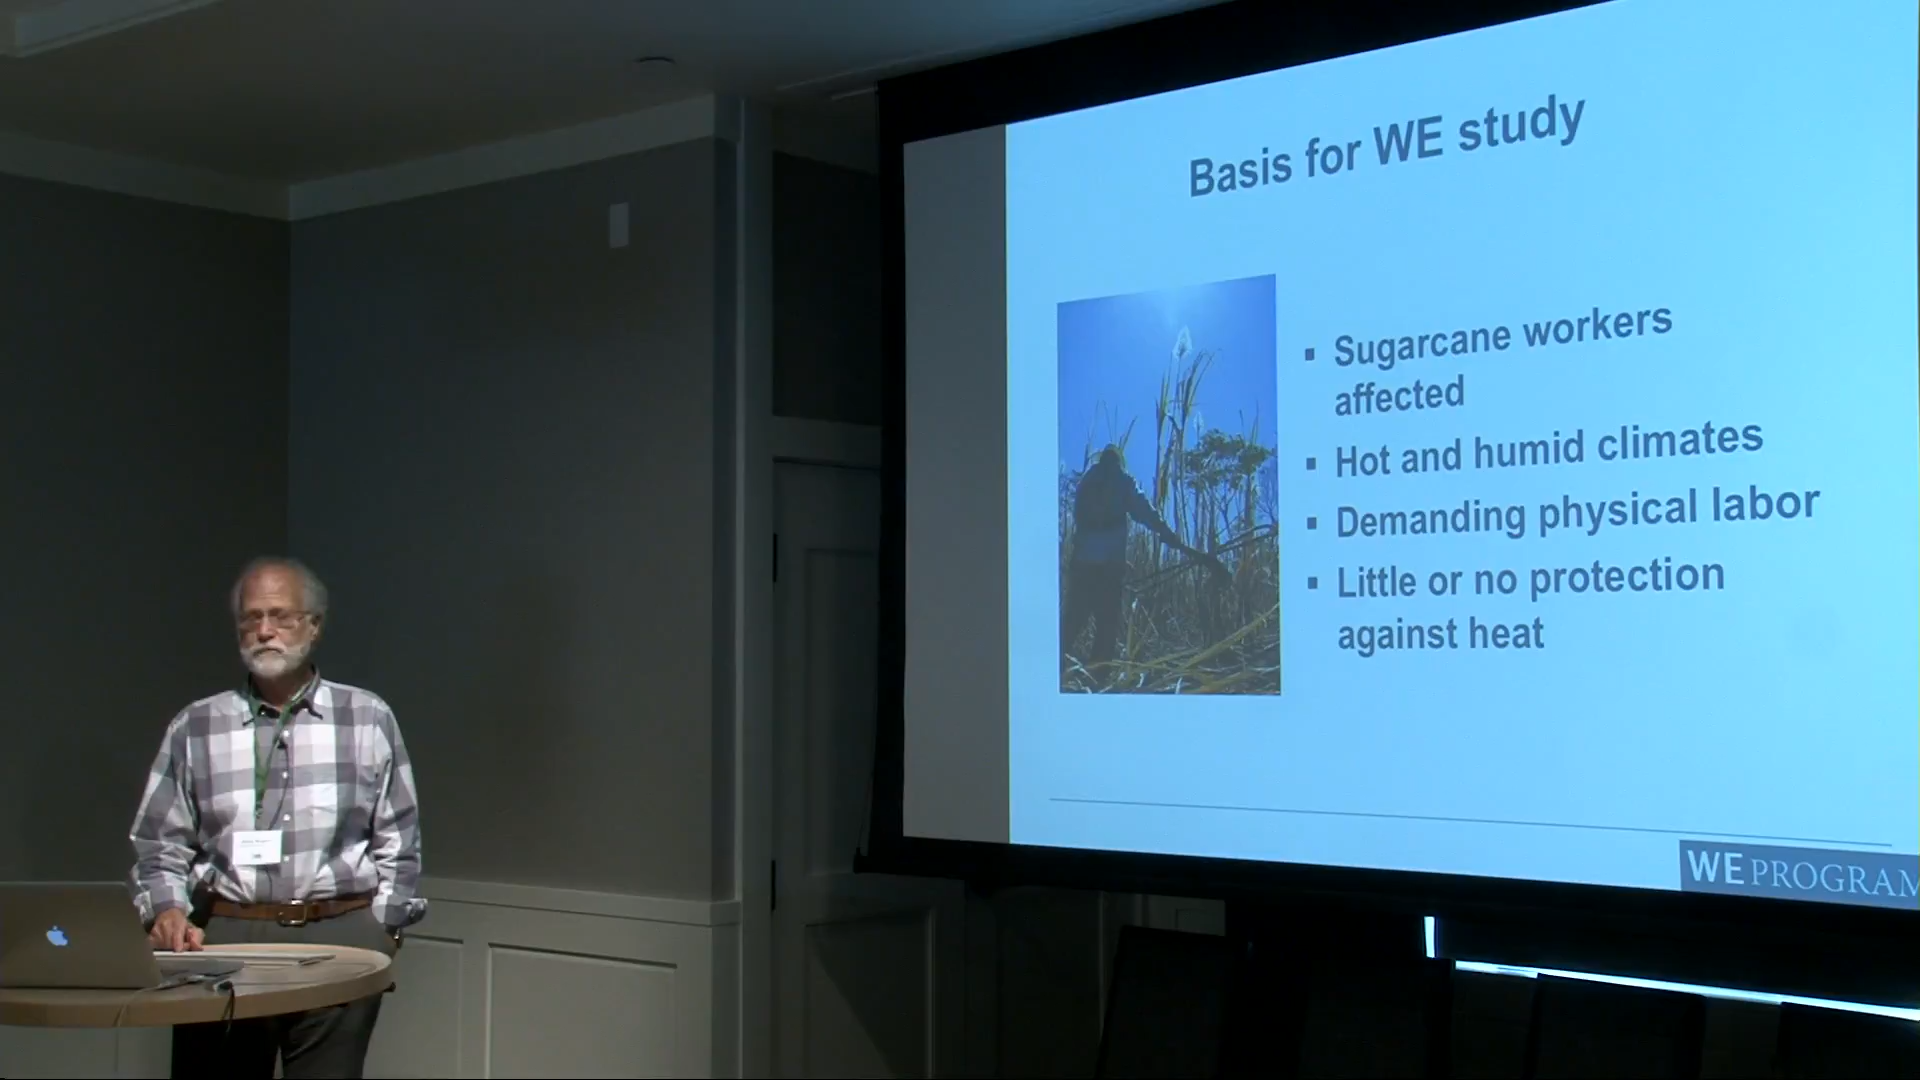 Basis for WE study
▪ Sugarcane workers
affected
▪ Hot and humid climates
▪ Demanding physical labor
▪ Little or no protection
against heat
WE PROGRAM